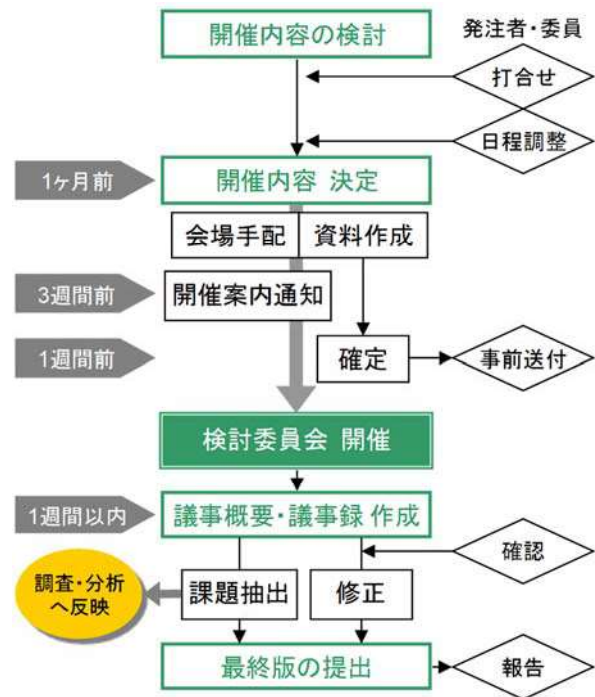 開催内容の検討
発注者・委員
打合せ
日程調整
1ヶ月前
開催内容 決定
会場手配
資料作成
3週間前
開催案内通知
1週間前
確定
事前送付
検討委員会 開催
1週間以内
議事概要・議事録 作成
確認
調査・分析
へ反映
課題抽出
修正
最終版の提出
報告